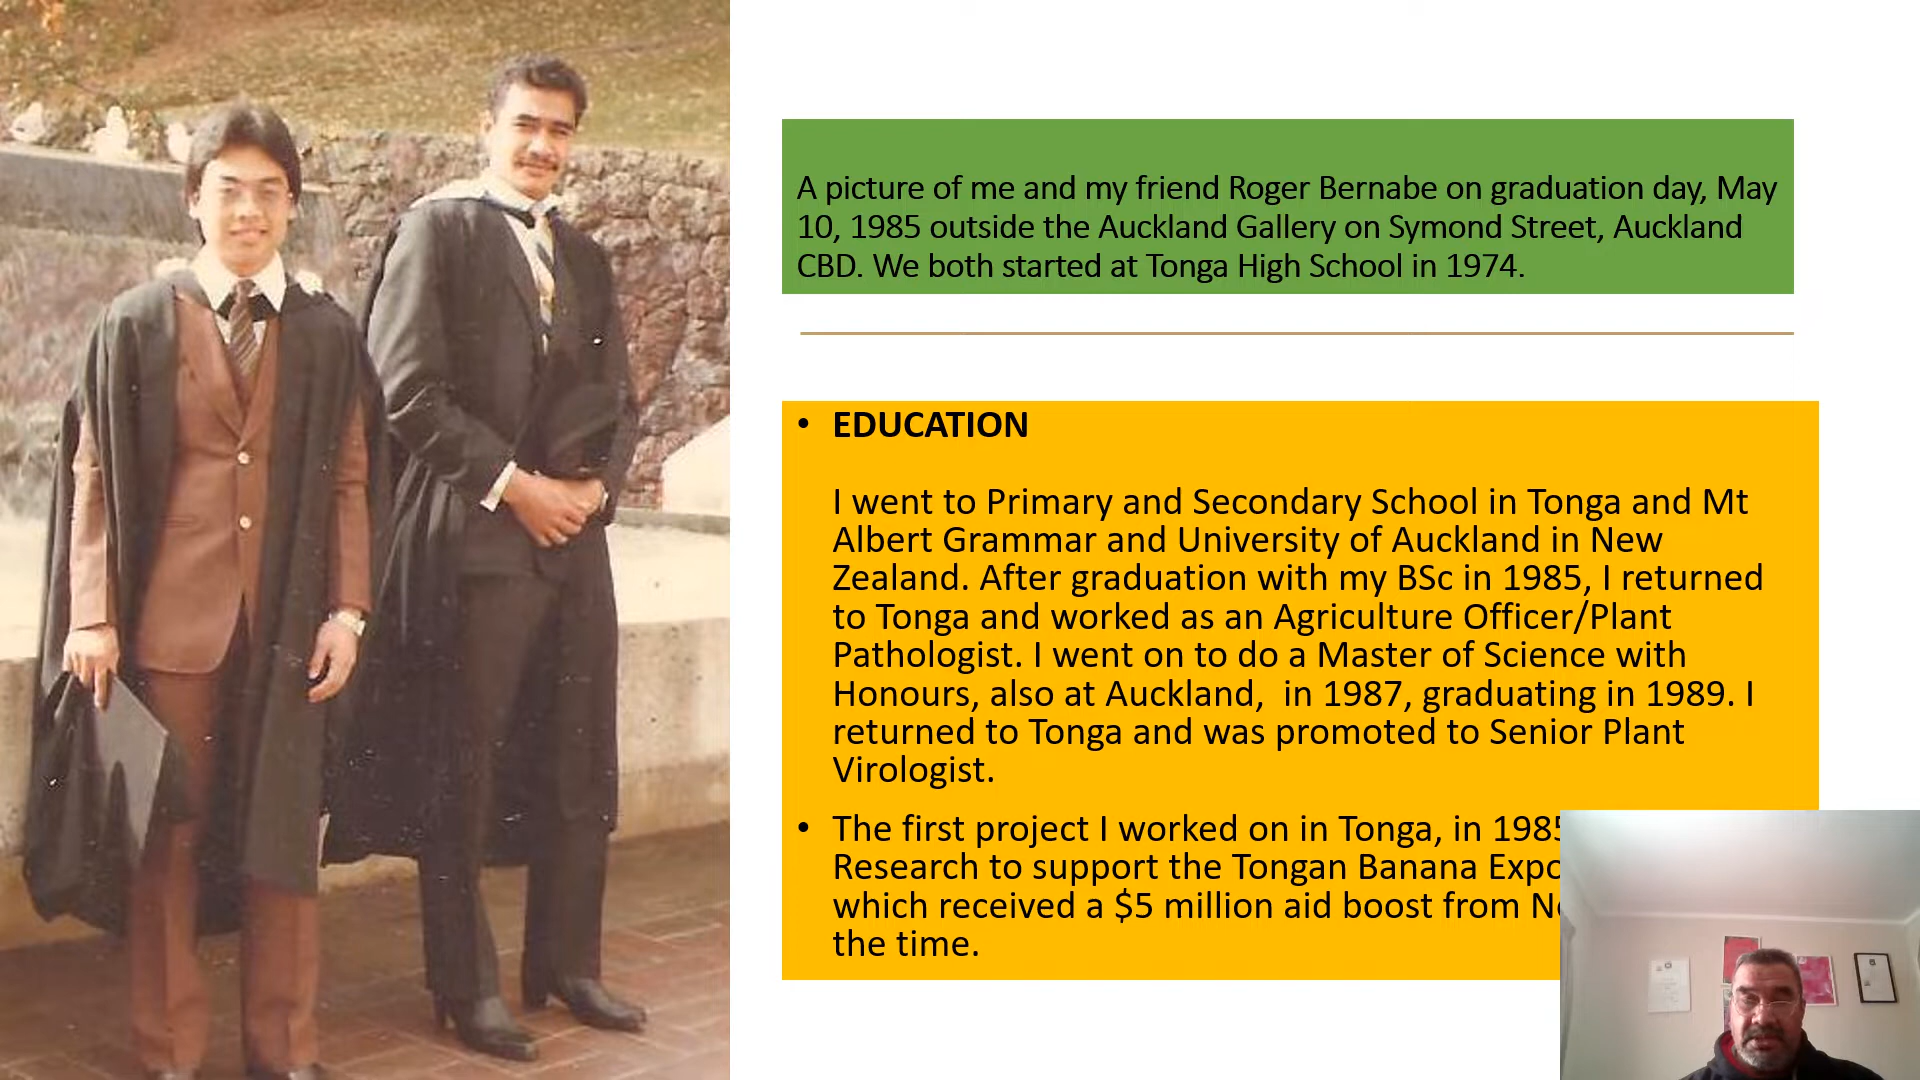 A picture of me and my friend Roger Bernabe on graduation day, May
10, 1985 outside the Auckland Gallery on Symond Street, Auckland
CBD. We both started at Tonga High School in 1974.
• EDUCATION
I went to Primary and Secondary School in Tonga and Mt
Albert Grammar and University of Auckland in New
Zealand. After graduation with my BSc in 1985, I returned
to Tonga and worked as an Agriculture Officer/Plant
Pathologist. I went on to do a Master of Science with
Honours, also at Auckland,  in 1987, graduating in 1989. I
returned to Tonga and was promoted to Senior Plant
Virologist.
• The first project I worked on in Tonga, in 1985
Research to support the Tongan Banana
which received a $5 million aid boost from
the time.